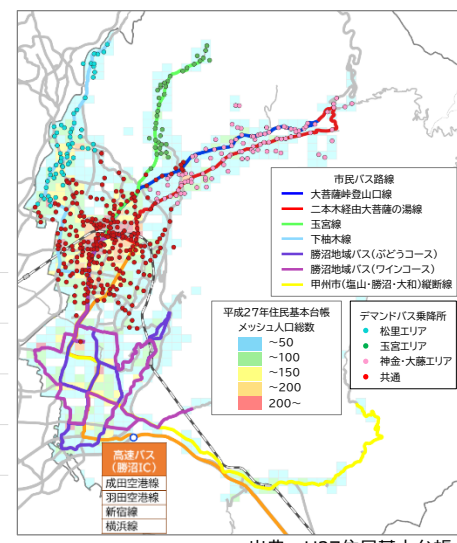 市民バス路線
大菩薩峠登山口線
二本木経由大菩薩の湯線
玉宮線
下柚木線
勝沼地域バス(ぶどうコース)
勝沼地域バス(ワインコース)
甲州市(塩山・勝沼・大和)縦断線
平成27年住民基本台帳
メッシュ人口総数
～50
～100
～150
～200
200～
デマンドバス乗降所
松里エリア
玉宮エリア
神金・大藤エリア
共通
高速バス
(勝沼IC)
成田空港線
羽田空港線
新宿線
横浜線